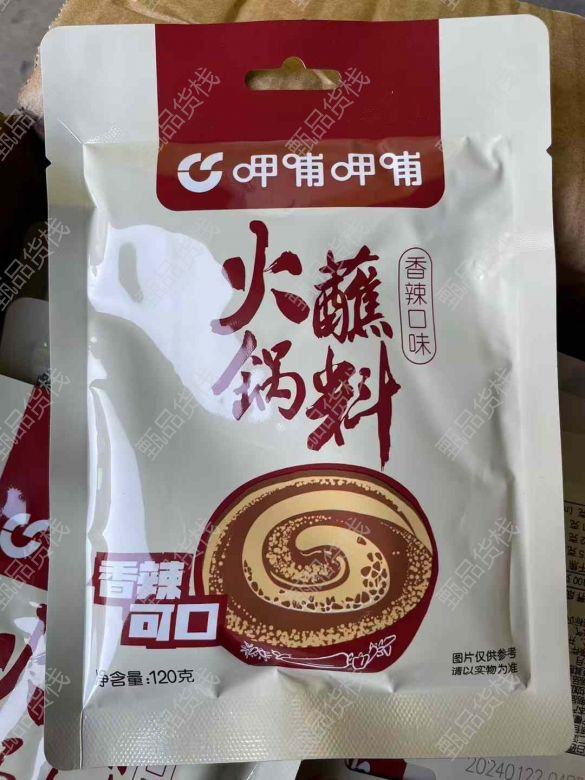 呷哺呷哺
火锅
蘸料
香辣口味
香辣
可口
净含量:120克
图片仅供参考
请以实物为准
20240122
甄品货栈